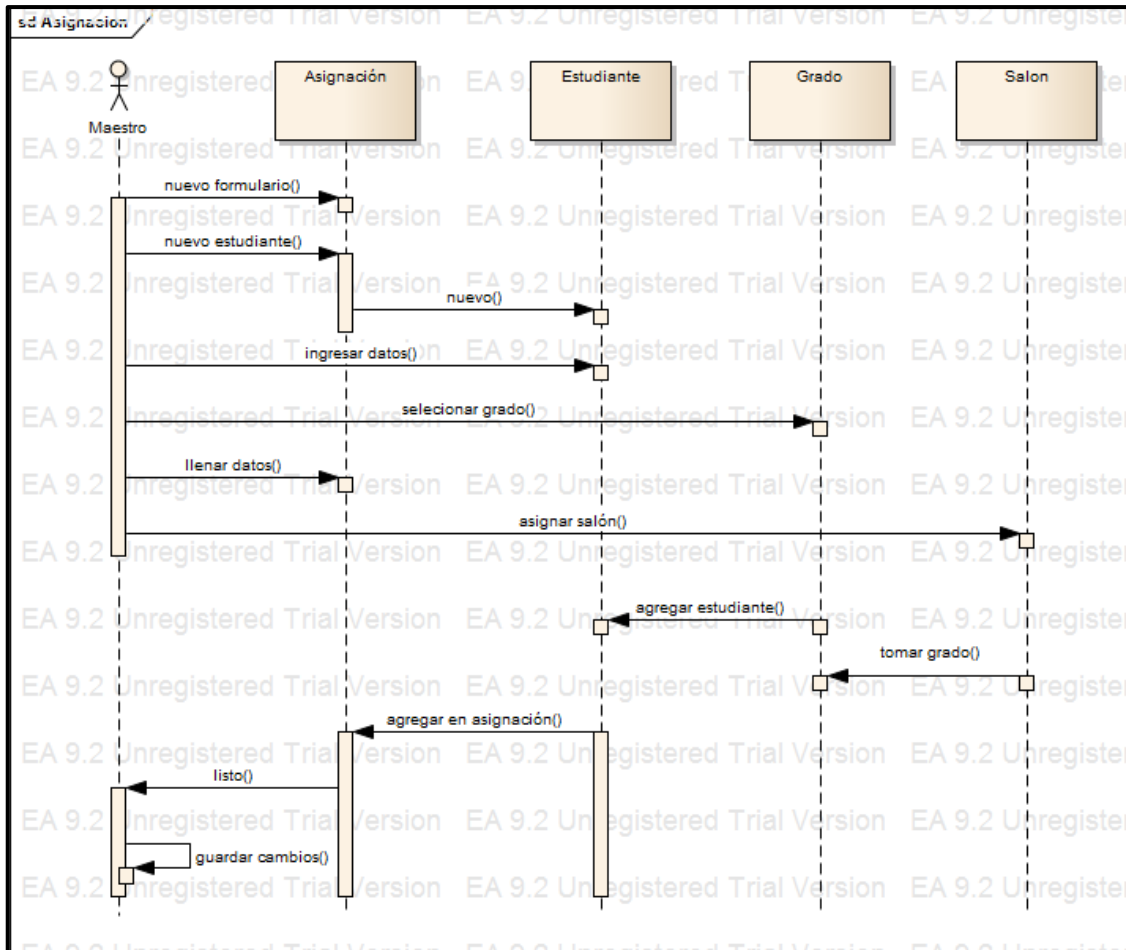 sd Asignacion
Maestro
Asignación
Estudiante
Grado
Salon
nuevo formulario()
nuevo estudiante()
nuevo()
ingresar datos()
selecionar grado()
llenar datos()
asignar salón()
agregar estudiante()
tomar grado()
agregar en asignación()
listo()
guardar cambios()
EA 9.2 Unregistered Trial Version